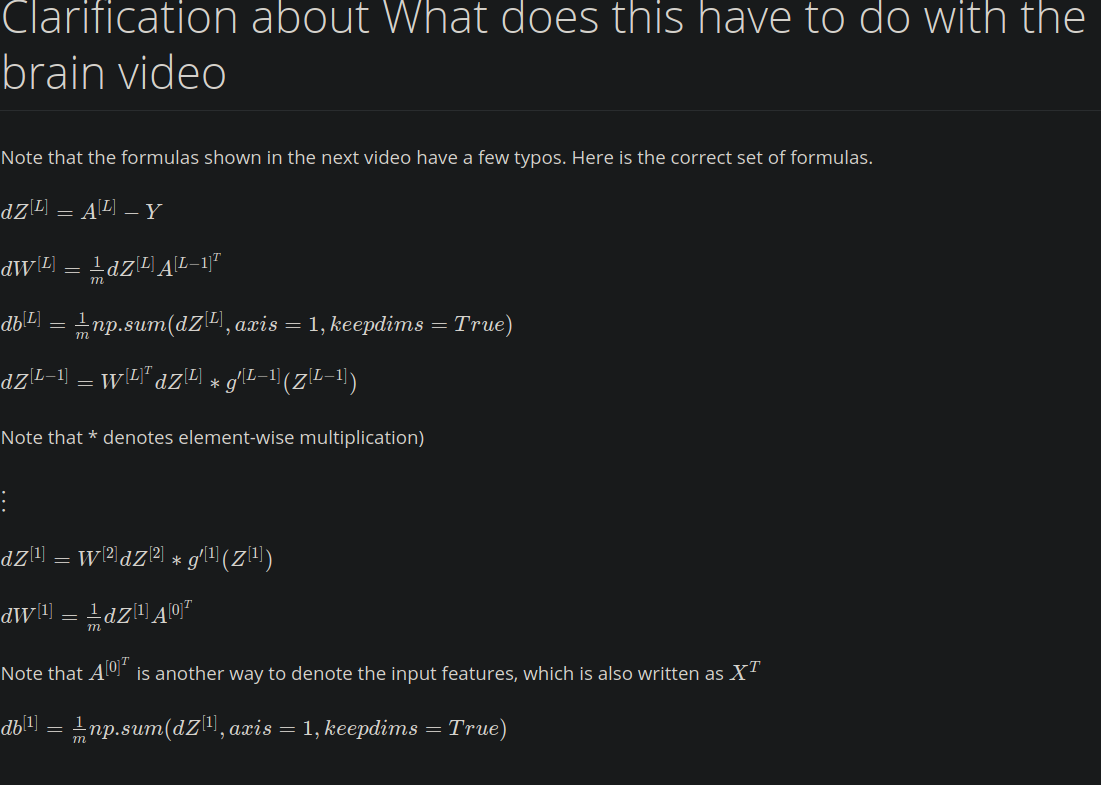 Clarification about What does this have to do with the
brain video
Note that the formulas shown in the next video have a few typos. Here is the correct set of formulas.
$dZ^{[L]} = A^{[L]} - Y$
$dW^{[L]} = \frac{1}{m} dZ^{[L]} A^{[L-1]^T}$
$db^{[L]} = \frac{1}{m} np.sum(dZ^{[L]}, axis = 1, keepdims = True)$
$dZ^{[L-1]} = W^{[L]^T} dZ^{[L]} * g'^{[L-1]}(Z^{[L-1]})$
Note that * denotes element-wise multiplication)
⋮
$dZ^{[1]} = W^{[2]} dZ^{[2]} * g'^{[1]}(Z^{[1]})$
$dW^{[1]} = \frac{1}{m} dZ^{[1]} A^{[0]^T}$
Note that $A^{[0]^T}$ is another way to denote the input features, which is also written as $X^T$
$db^{[1]} = \frac{1}{m} np.sum(dZ^{[1]}, axis = 1, keepdims = True)$